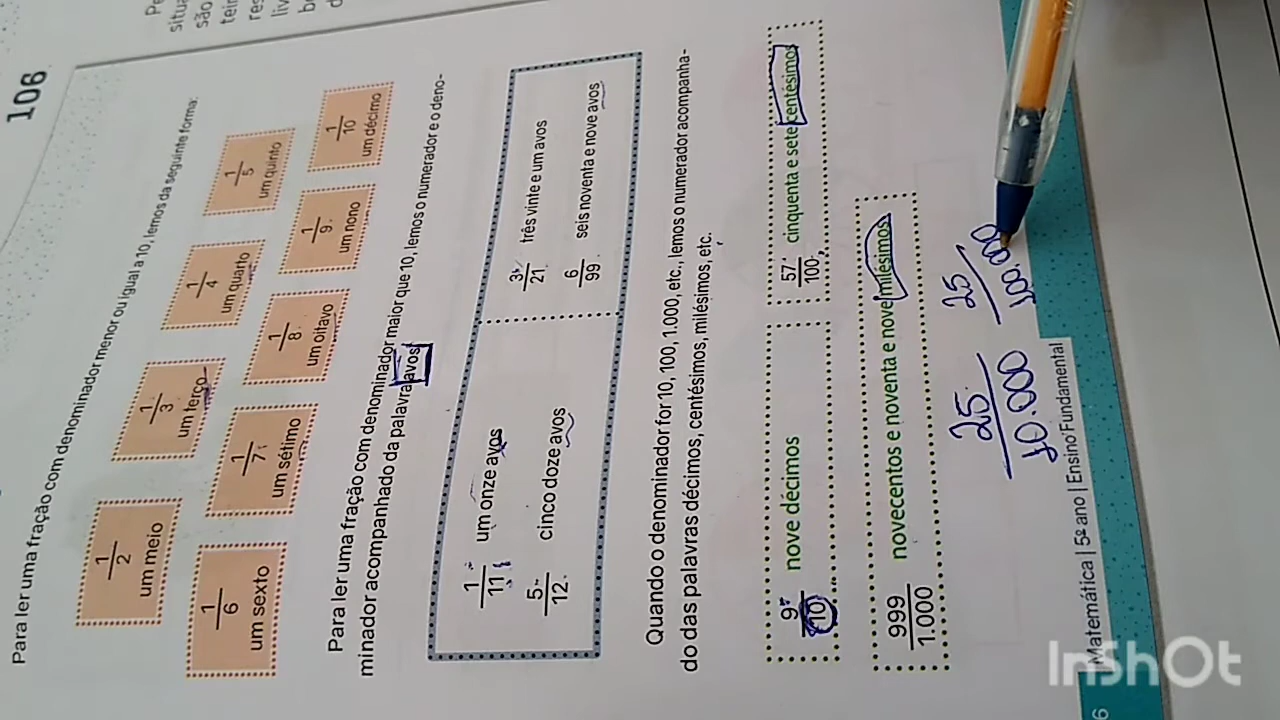 106
Para ler uma fração com denominador menor ou igual a 10, lemos da seguinte forma:
1/2 um meio
1/3 um terço
1/4 um quarto
1/5 um quinto
1/6 um sexto
1/7 um sétimo
1/8 um oitavo
1/9 um nono
1/10 um décimo
Para ler uma fração com denominador maior que 10, lemos o numerador e o deno-
minador acompanhado da palavra avos
1/11 um onze avos
5/12 cinco doze avos
3/21 três vinte e um avos
6/99 seis noventa e nove avos
Quando o denominador for 10, 100, 1.000, etc., lemos o numerador acompanha-
do das palavras décimos, centésimos, milésimos, etc.
9/10 nove décimos
57/100 cinquenta e sete centésimos
999/1.000 novecentos e noventa e nove milésimos
25/10.000 25/100.000
6 Matemática | 5º ano | Ensino Fundamental
InShOt